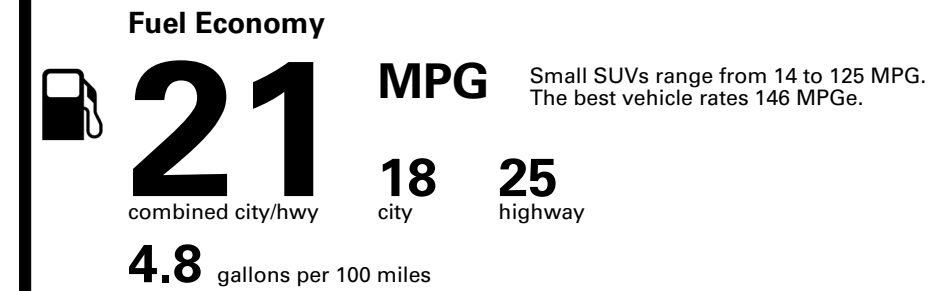 Fuel Economy
21
combined city/hwy
MPG
Small SUVs range from 14 to 125 MPG.
The best vehicle rates 146 MPGe.
18
city
25
highway
4.8 gallons per 100 miles